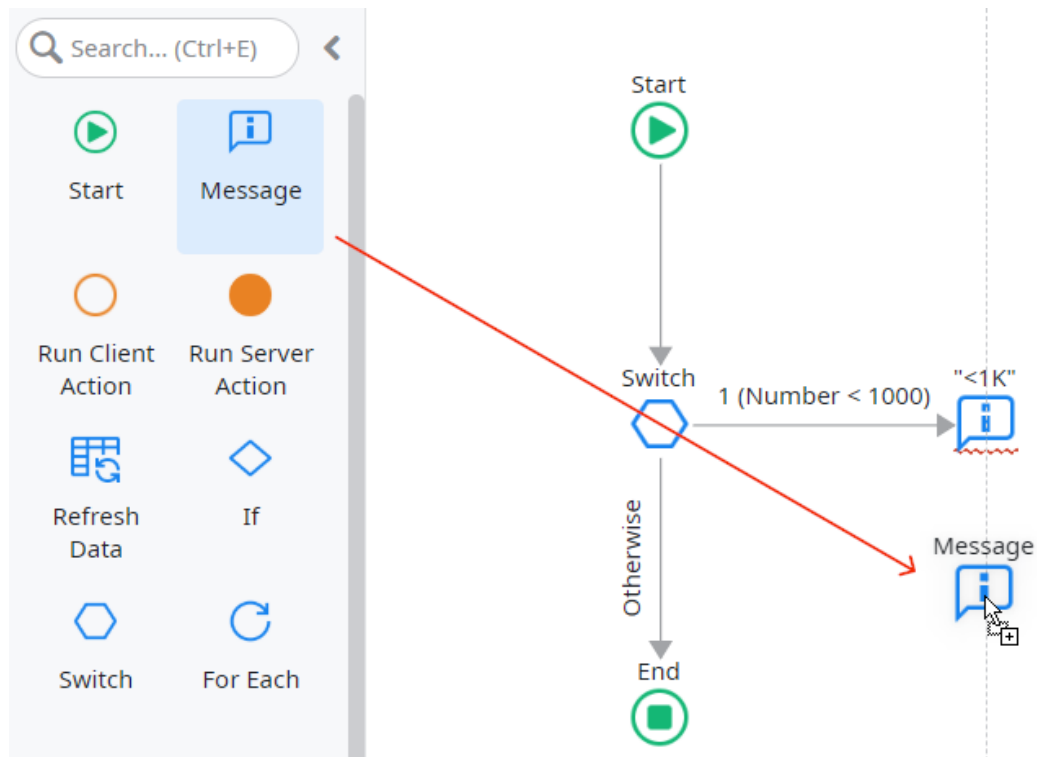 Search... (Ctrl+E)
Start
Message
Run Client
Action
Run Server
Action
Refresh
Data
If
Switch
For Each
Start
Switch
1 (Number < 1000)
"<1K"
Otherwise
Message
End